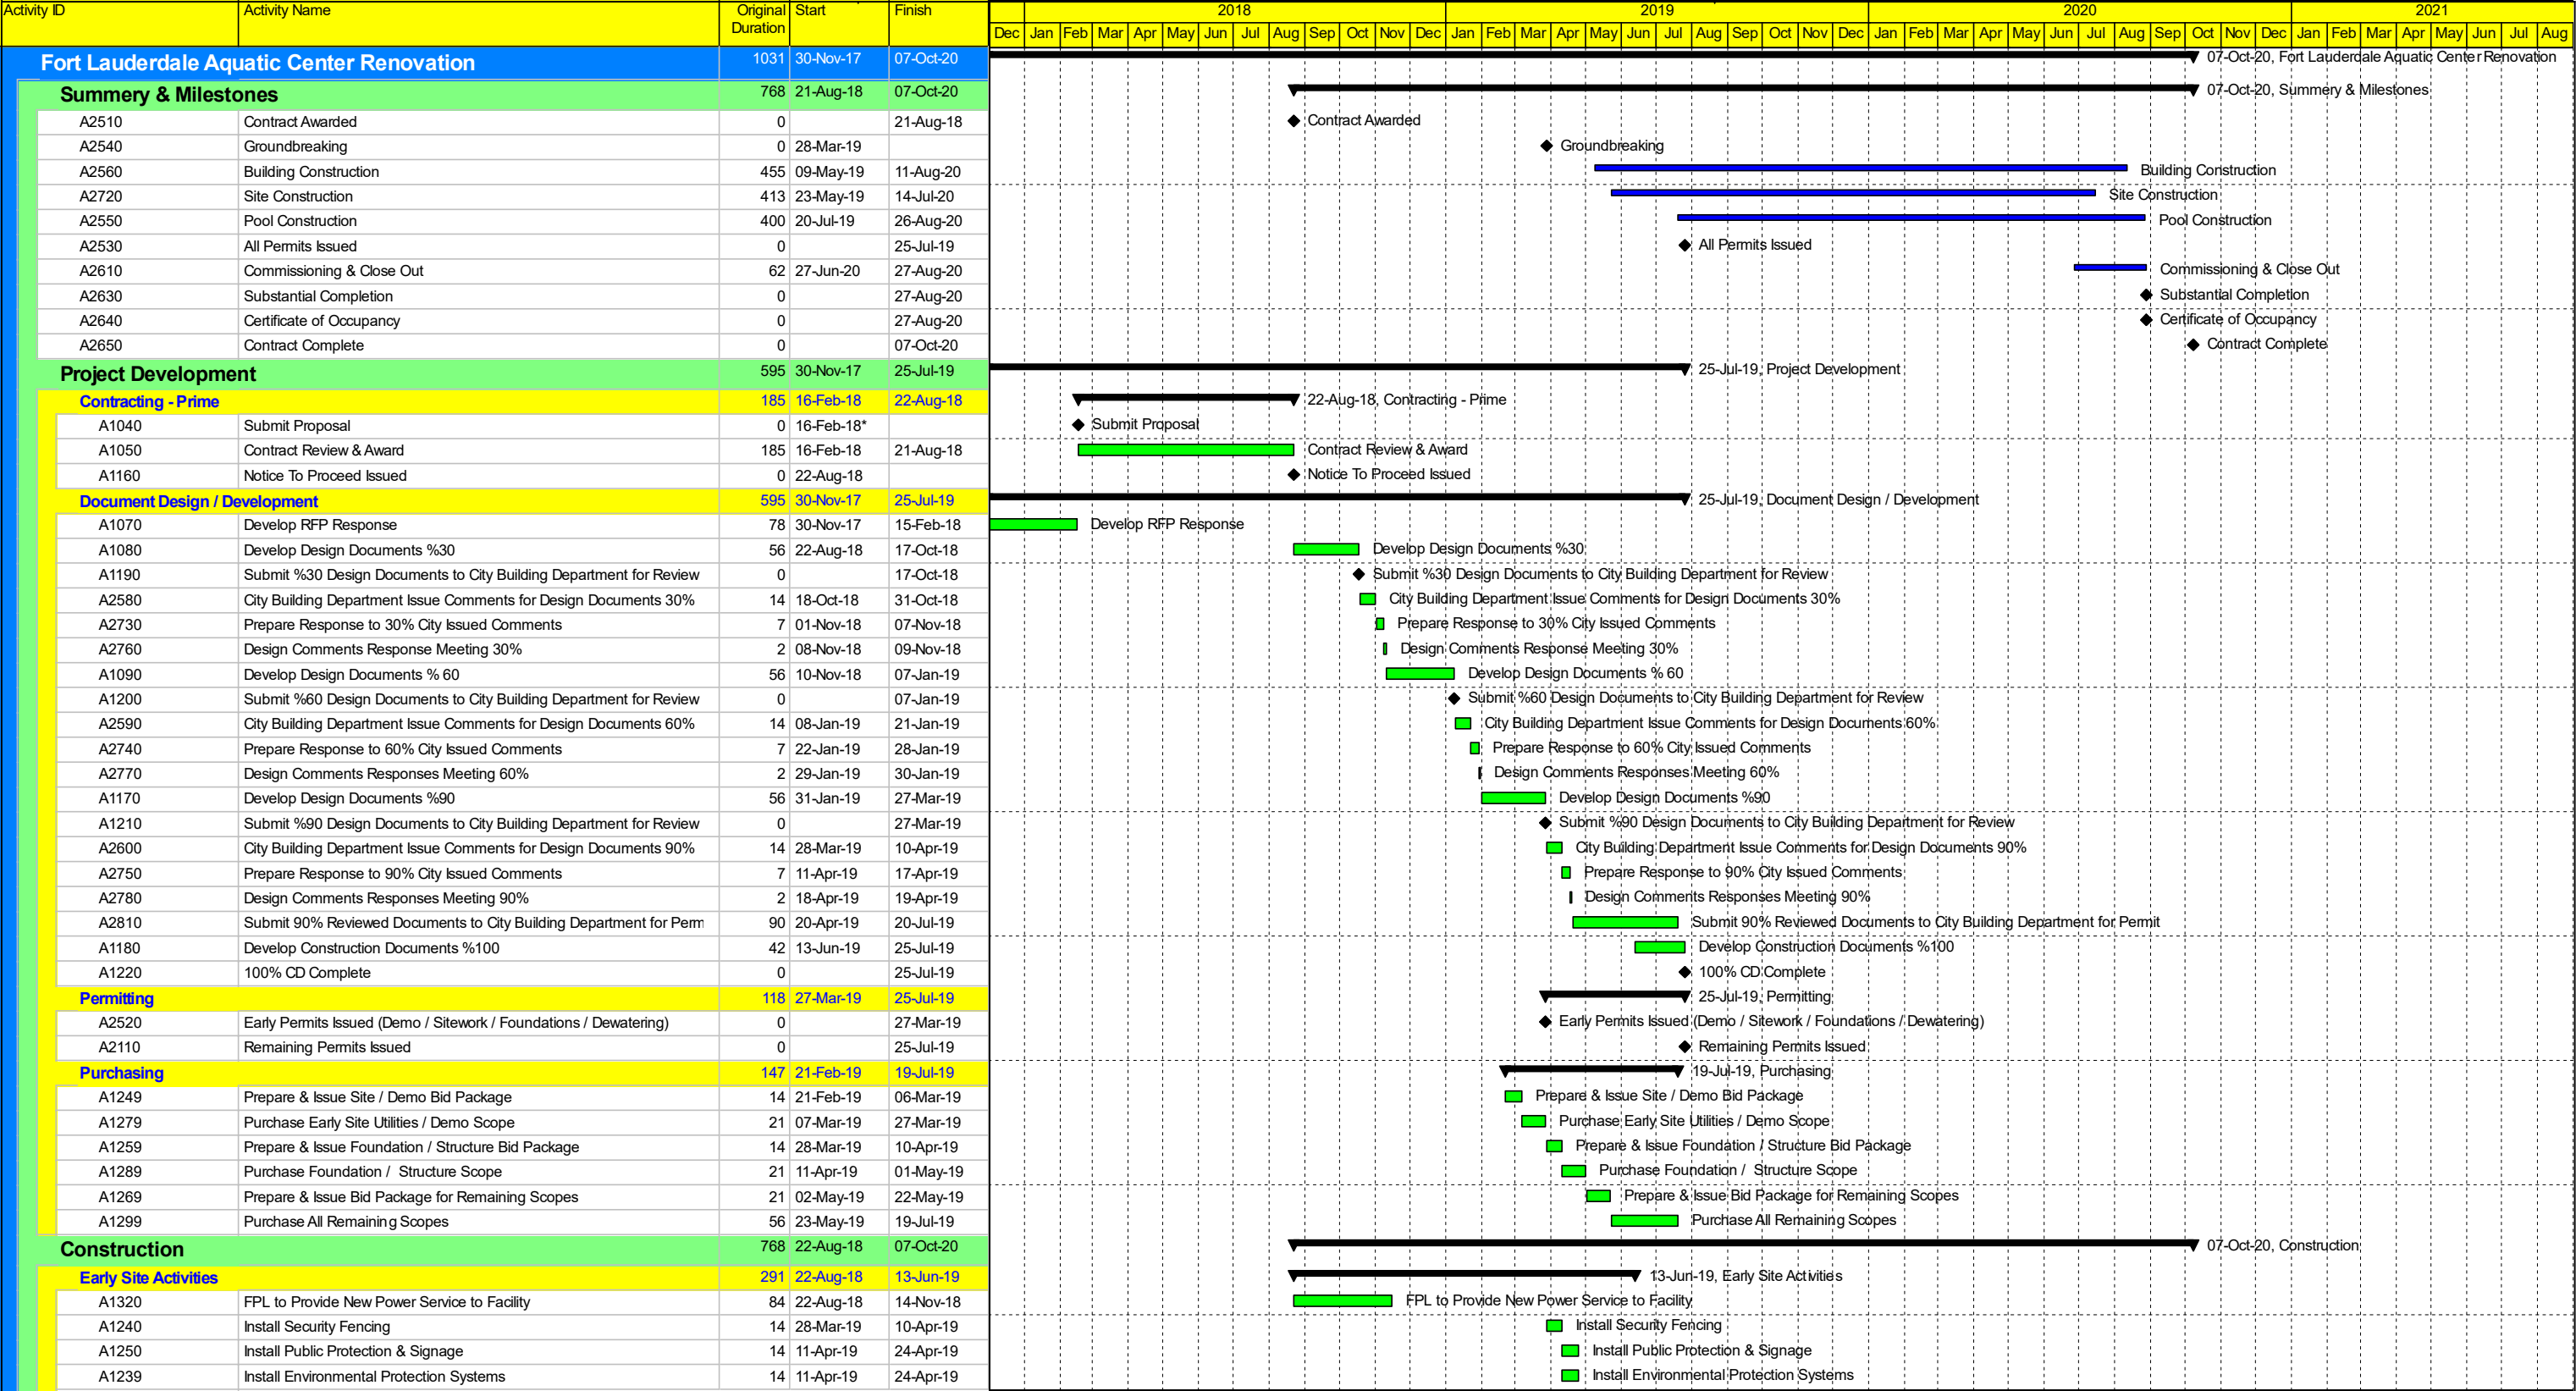 Activity ID Activity Name Original Duration Start Finish 2018 2019 2020 2021
Dec Jan Feb Mar Apr May Jun Jul Aug Sep Oct Nov Dec Jan Feb Mar Apr May Jun Jul Aug Sep Oct Nov Dec Jan Feb Mar Apr May Jun Jul Aug Sep Oct Nov Dec Jan Feb Mar Apr May Jun Jul Aug
Fort Lauderdale Aquatic Center Renovation 1031 30-Nov-17 07-Oct-20 07-Oct-20, Fort Lauderdale Aquatic Center Renovation
Summery & Milestones 768 21-Aug-18 07-Oct-20 07-Oct-20, Summery & Milestones
A2510 Contract Awarded 0 21-Aug-18 Contract Awarded
A2540 Groundbreaking 0 28-Mar-19 Groundbreaking
A2560 Building Construction 455 09-May-19 11-Aug-20 Building Construction
A2720 Site Construction 413 23-May-19 14-Jul-20 Site Construction
A2550 Pool Construction 400 20-Jul-19 26-Aug-20 Pool Construction
A2530 All Permits Issued 0 25-Jul-19 All Permits Issued
A2610 Commissioning & Close Out 62 27-Jun-20 27-Aug-20 Commissioning & Close Out
A2630 Substantial Completion 0 27-Aug-20 Substantial Completion
A2640 Certificate of Occupancy 0 27-Aug-20 Certificate of Occupancy
A2650 Contract Complete 0 07-Oct-20 Contract Complete
Project Development 595 30-Nov-17 25-Jul-19 25-Jul-19, Project Development
Contracting - Prime 185 16-Feb-18 22-Aug-18 22-Aug-18, Contracting - Prime
A1040 Submit Proposal 0 16-Feb-18* Submit Proposal
A1050 Contract Review & Award 185 16-Feb-18 21-Aug-18 Contract Review & Award
A1160 Notice To Proceed Issued 0 22-Aug-18 Notice To Proceed Issued
Document Design / Development 595 30-Nov-17 25-Jul-19 25-Jul-19, Document Design / Development
A1070 Develop RFP Response 78 30-Nov-17 15-Feb-18 Develop RFP Response
A1080 Develop Design Documents %30 56 22-Aug-18 17-Oct-18 Develop Design Documents %30
A1190 Submit %30 Design Documents to City Building Department for Review 0 17-Oct-18 Submit %30 Design Documents to City Building Department for Review
A2580 City Building Department Issue Comments for Design Documents 30% 14 18-Oct-18 31-Oct-18 City Building Department Issue Comments for Design Documents 30%
A2730 Prepare Response to 30% City Issued Comments 7 01-Nov-18 07-Nov-18 Prepare Response to 30% City Issued Comments
A2760 Design Comments Response Meeting 30% 2 08-Nov-18 09-Nov-18 Design Comments Response Meeting 30%
A1090 Develop Design Documents % 60 56 10-Nov-18 07-Jan-19 Develop Design Documents % 60
A1200 Submit %60 Design Documents to City Building Department for Review 0 07-Jan-19 Submit %60 Design Documents to City Building Department for Review
A2590 City Building Department Issue Comments for Design Documents 60% 14 08-Jan-19 21-Jan-19 City Building Department Issue Comments for Design Documents 60%
A2740 Prepare Response to 60% City Issued Comments 7 22-Jan-19 28-Jan-19 Prepare Response to 60% City Issued Comments
A2770 Design Comments Responses Meeting 60% 2 29-Jan-19 30-Jan-19 Design Comments Responses Meeting 60%
A1170 Develop Design Documents %90 56 31-Jan-19 27-Mar-19 Develop Design Documents %90
A1210 Submit %90 Design Documents to City Building Department for Review 0 27-Mar-19 Submit %90 Design Documents to City Building Department for Review
A2600 City Building Department Issue Comments for Design Documents 90% 14 28-Mar-19 10-Apr-19 City Building Department Issue Comments for Design Documents 90%
A2750 Prepare Response to 90% City Issued Comments 7 11-Apr-19 17-Apr-19 Prepare Response to 90% City Issued Comments
A2780 Design Comments Responses Meeting 90% 2 18-Apr-19 19-Apr-19 Design Comments Responses Meeting 90%
A2810 Submit 90% Reviewed Documents to City Building Department for Perm 90 20-Apr-19 20-Jul-19 Submit 90% Reviewed Documents to City Building Department for Permit
A1180 Develop Construction Documents %100 42 13-Jun-19 25-Jul-19 Develop Construction Documents %100
A1220 100% CD Complete 0 25-Jul-19 100% CD Complete
Permitting 118 27-Mar-19 25-Jul-19 25-Jul-19, Permitting
A2520 Early Permits Issued (Demo / Sitework / Foundations / Dewatering) 0 27-Mar-19 Early Permits Issued (Demo / Sitework / Foundations / Dewatering)
A2110 Remaining Permits Issued 0 25-Jul-19 Remaining Permits Issued
Purchasing 147 21-Feb-19 19-Jul-19 19-Jul-19, Purchasing
A1249 Prepare & Issue Site / Demo Bid Package 14 21-Feb-19 06-Mar-19 Prepare & Issue Site / Demo Bid Package
A1279 Purchase Early Site Utilities / Demo Scope 21 07-Mar-19 27-Mar-19 Purchase Early Site Utilities / Demo Scope
A1259 Prepare & Issue Foundation / Structure Bid Package 14 28-Mar-19 10-Apr-19 Prepare & Issue Foundation / Structure Bid Package
A1289 Purchase Foundation / Structure Scope 21 11-Apr-19 01-May-19 Purchase Foundation / Structure Scope
A1269 Prepare & Issue Bid Package for Remaining Scopes 21 02-May-19 22-May-19 Prepare & Issue Bid Package for Remaining Scopes
A1299 Purchase All Remaining Scopes 56 23-May-19 19-Jul-19 Purchase All Remaining Scopes
Construction 768 22-Aug-18 07-Oct-20 07-Oct-20, Construction
Early Site Activities 291 22-Aug-18 13-Jun-19 13-Jun-19, Early Site Activities
A1320 FPL to Provide New Power Service to Facility 84 22-Aug-18 14-Nov-18 FPL to Provide New Power Service to Facility
A1240 Install Security Fencing 14 28-Mar-19 10-Apr-19 Install Security Fencing
A1250 Install Public Protection & Signage 14 11-Apr-19 24-Apr-19 Install Public Protection & Signage
A1239 Install Environmental Protection Systems 14 11-Apr-19 24-Apr-19 Install Environmental Protection Systems